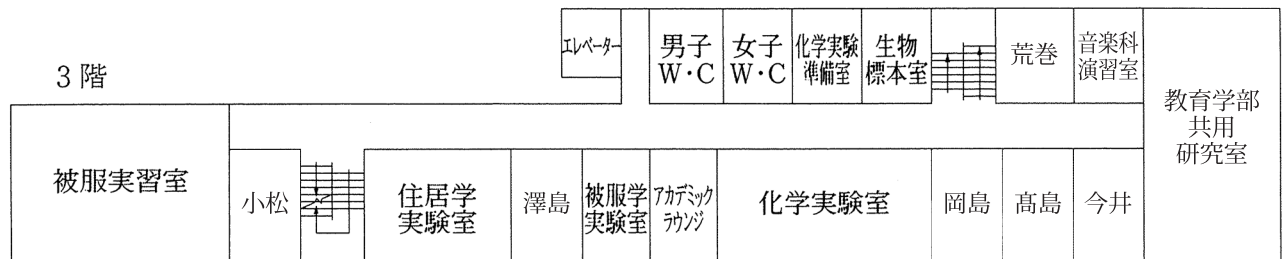 3階
エレベーター
男子
W・C
女子
W・C
化学実験
準備室
生物
標本室
荒巻
音楽科
演習室
教育学部
共用
研究室
被服実習室
小松
住居学
実験室
澤島
被服学
実験室
アカデミック
ラウンジ
化学実験室
岡島
髙島
今井